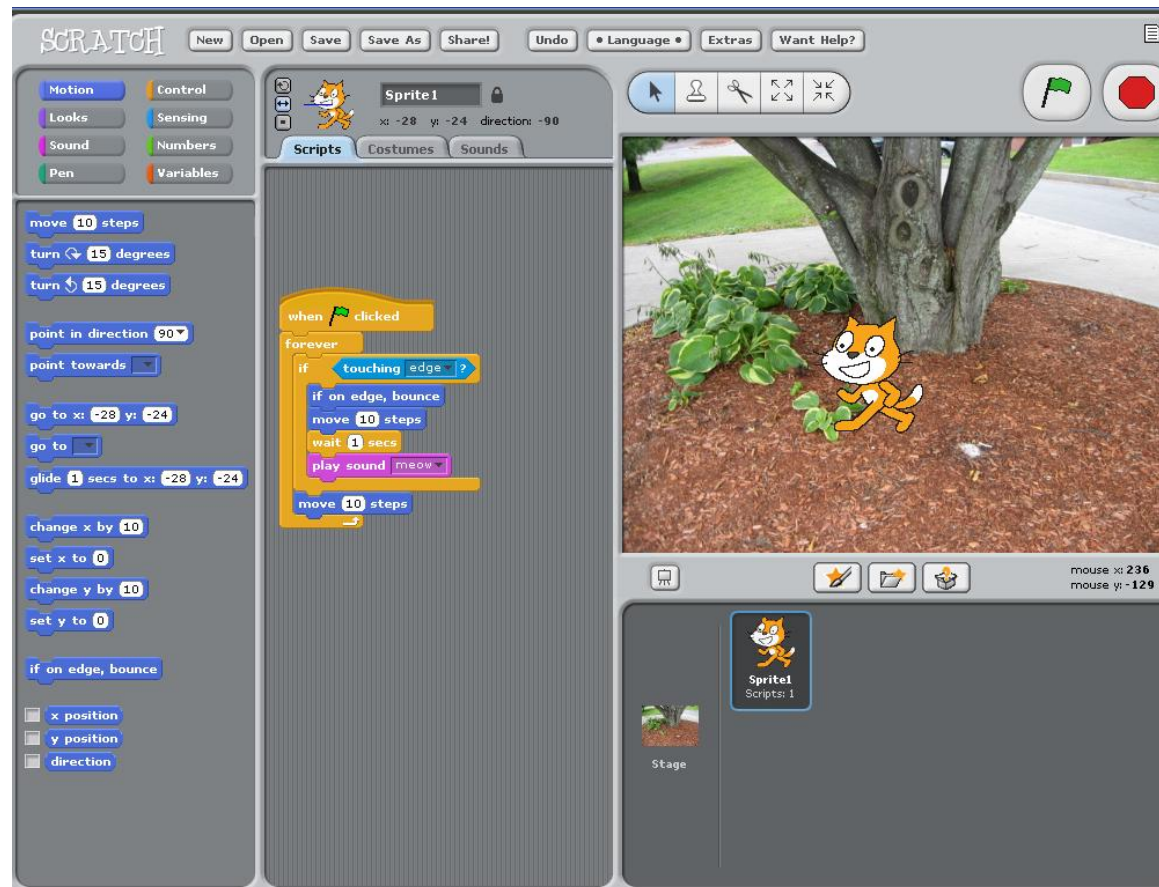 SCRATCH New Open Save Save As Share! Undo • Language • Extras Want Help?
Motion Control
Looks Sensing
Sound Numbers
Pen Variables
move 10 steps
turn 15 degrees
turn 15 degrees
point in direction 90
point towards
go to x: -28 y: -24
go to
glide 1 secs to x: -28 y: -24
change x by 10
set x to 0
change y by 10
set y to 0
if on edge, bounce
x position
y position
direction
Sprite1
x: -28 y: -24 direction: -90
Scripts Costumes Sounds
when clicked
forever
if touching edge ?
if on edge, bounce
move 10 steps
wait 1 secs
play sound meow
move 10 steps
mouse x: 236
mouse y: -129
Sprite1
Scripts: 1
Stage